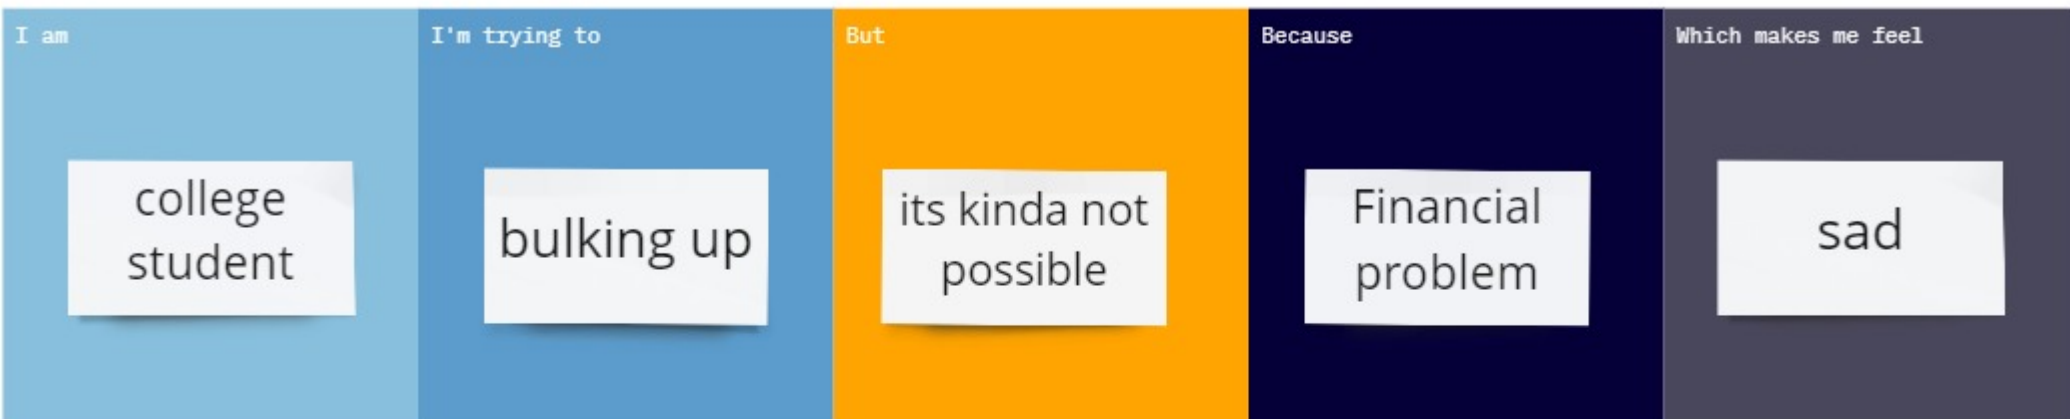 I am
college
student
I'm trying to
bulking up
But
its kinda not
possible
Because
Financial
problem
Which makes me feel
sad